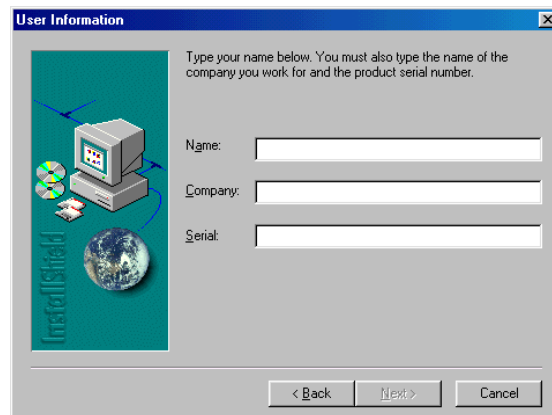 User Information
Type your name below. You must also type the name of the
company you work for and the product serial number.
Name:
Company:
Serial:
InstallShield
< Back
Next >
Cancel